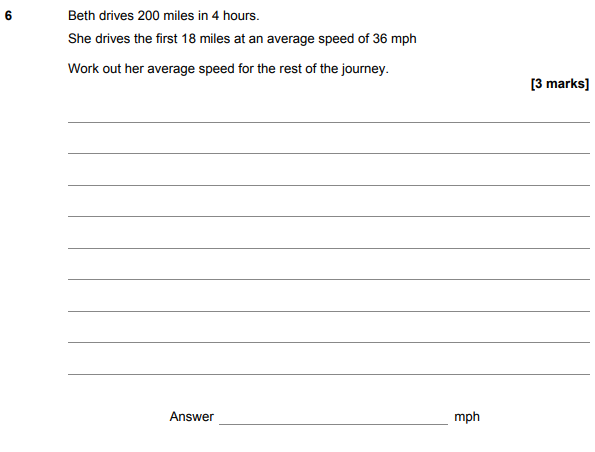 6 Beth drives 200 miles in 4 hours.
She drives the first 18 miles at an average speed of 36 mph
Work out her average speed for the rest of the journey.
[3 marks]
Answer mph